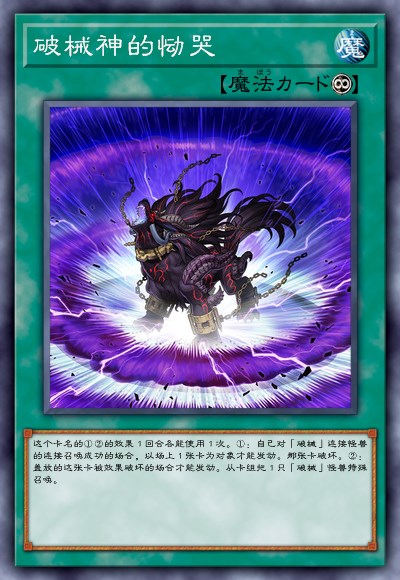 破械神的恸哭
魔
【魔法カード】
まほう
这个卡名的①②的效果1回合各能使用1次。①：自己对「破械」连接怪兽
的连接召唤成功的场合，以场上1张卡为对象才能发动。那张卡破坏。②：
盖放的这张卡被效果破坏的场合才能发动。从卡组把1只「破械」怪兽特殊
召唤。